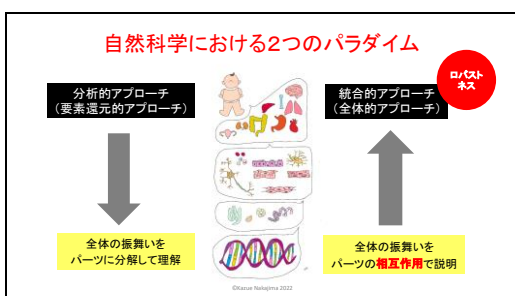 自然科学における2つのパラダイム
ロバスト
ネス
分析的アプローチ
(要素還元的アプローチ)
統合的アプローチ
(全体的アプローチ)
全体の振舞いを
パーツに分解して理解
全体の振舞いを
パーツの相互作用で説明
©Kazue Nakajima 2022